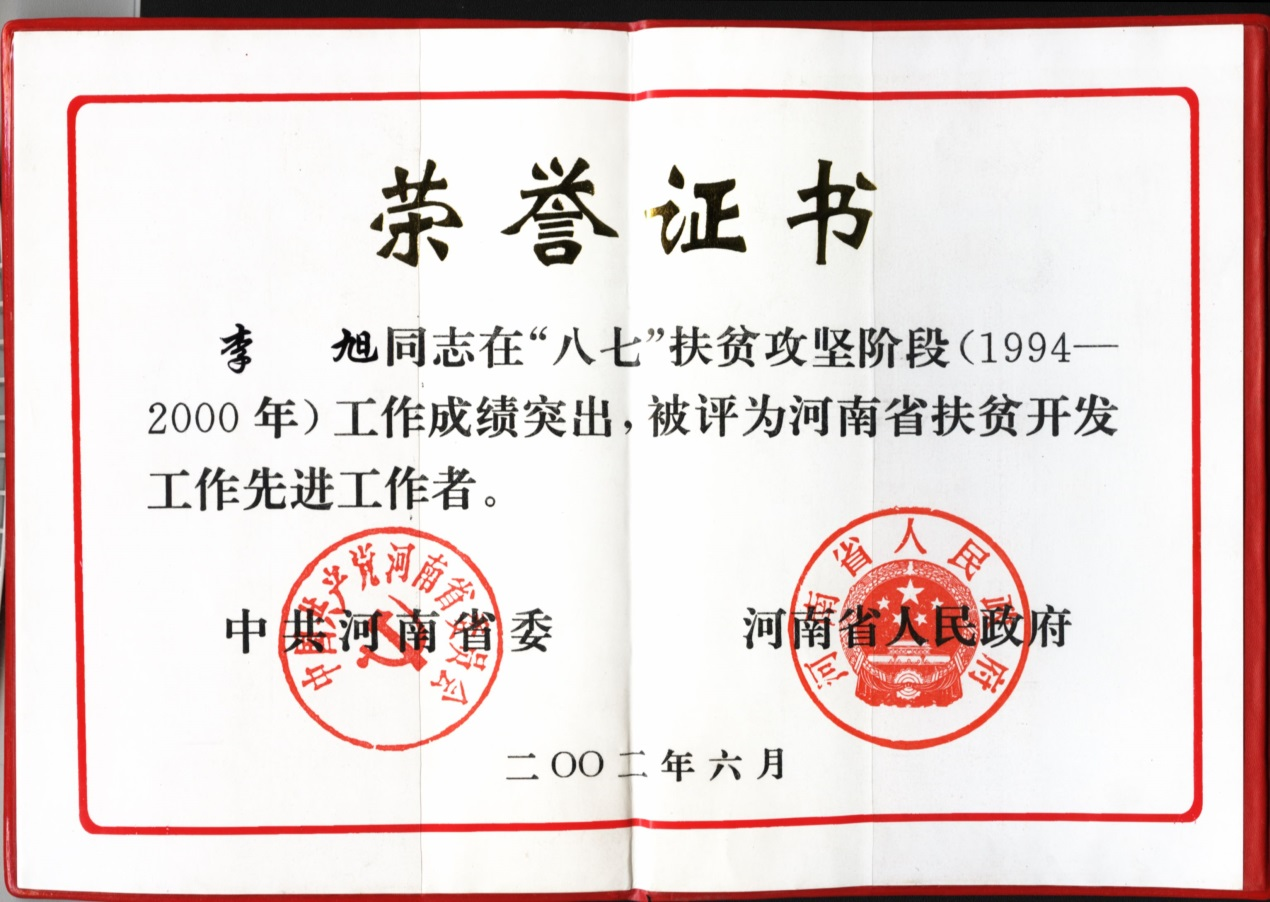 荣誉证书
李 旭同志在“八七”扶贫攻坚阶段（1994—
2000年）工作成绩突出，被评为河南省扶贫开发
工作先进工作者。
中国共产党河南省委员会
河南省人民政府
中共河南省委 河南省人民政府
二〇〇二年六月